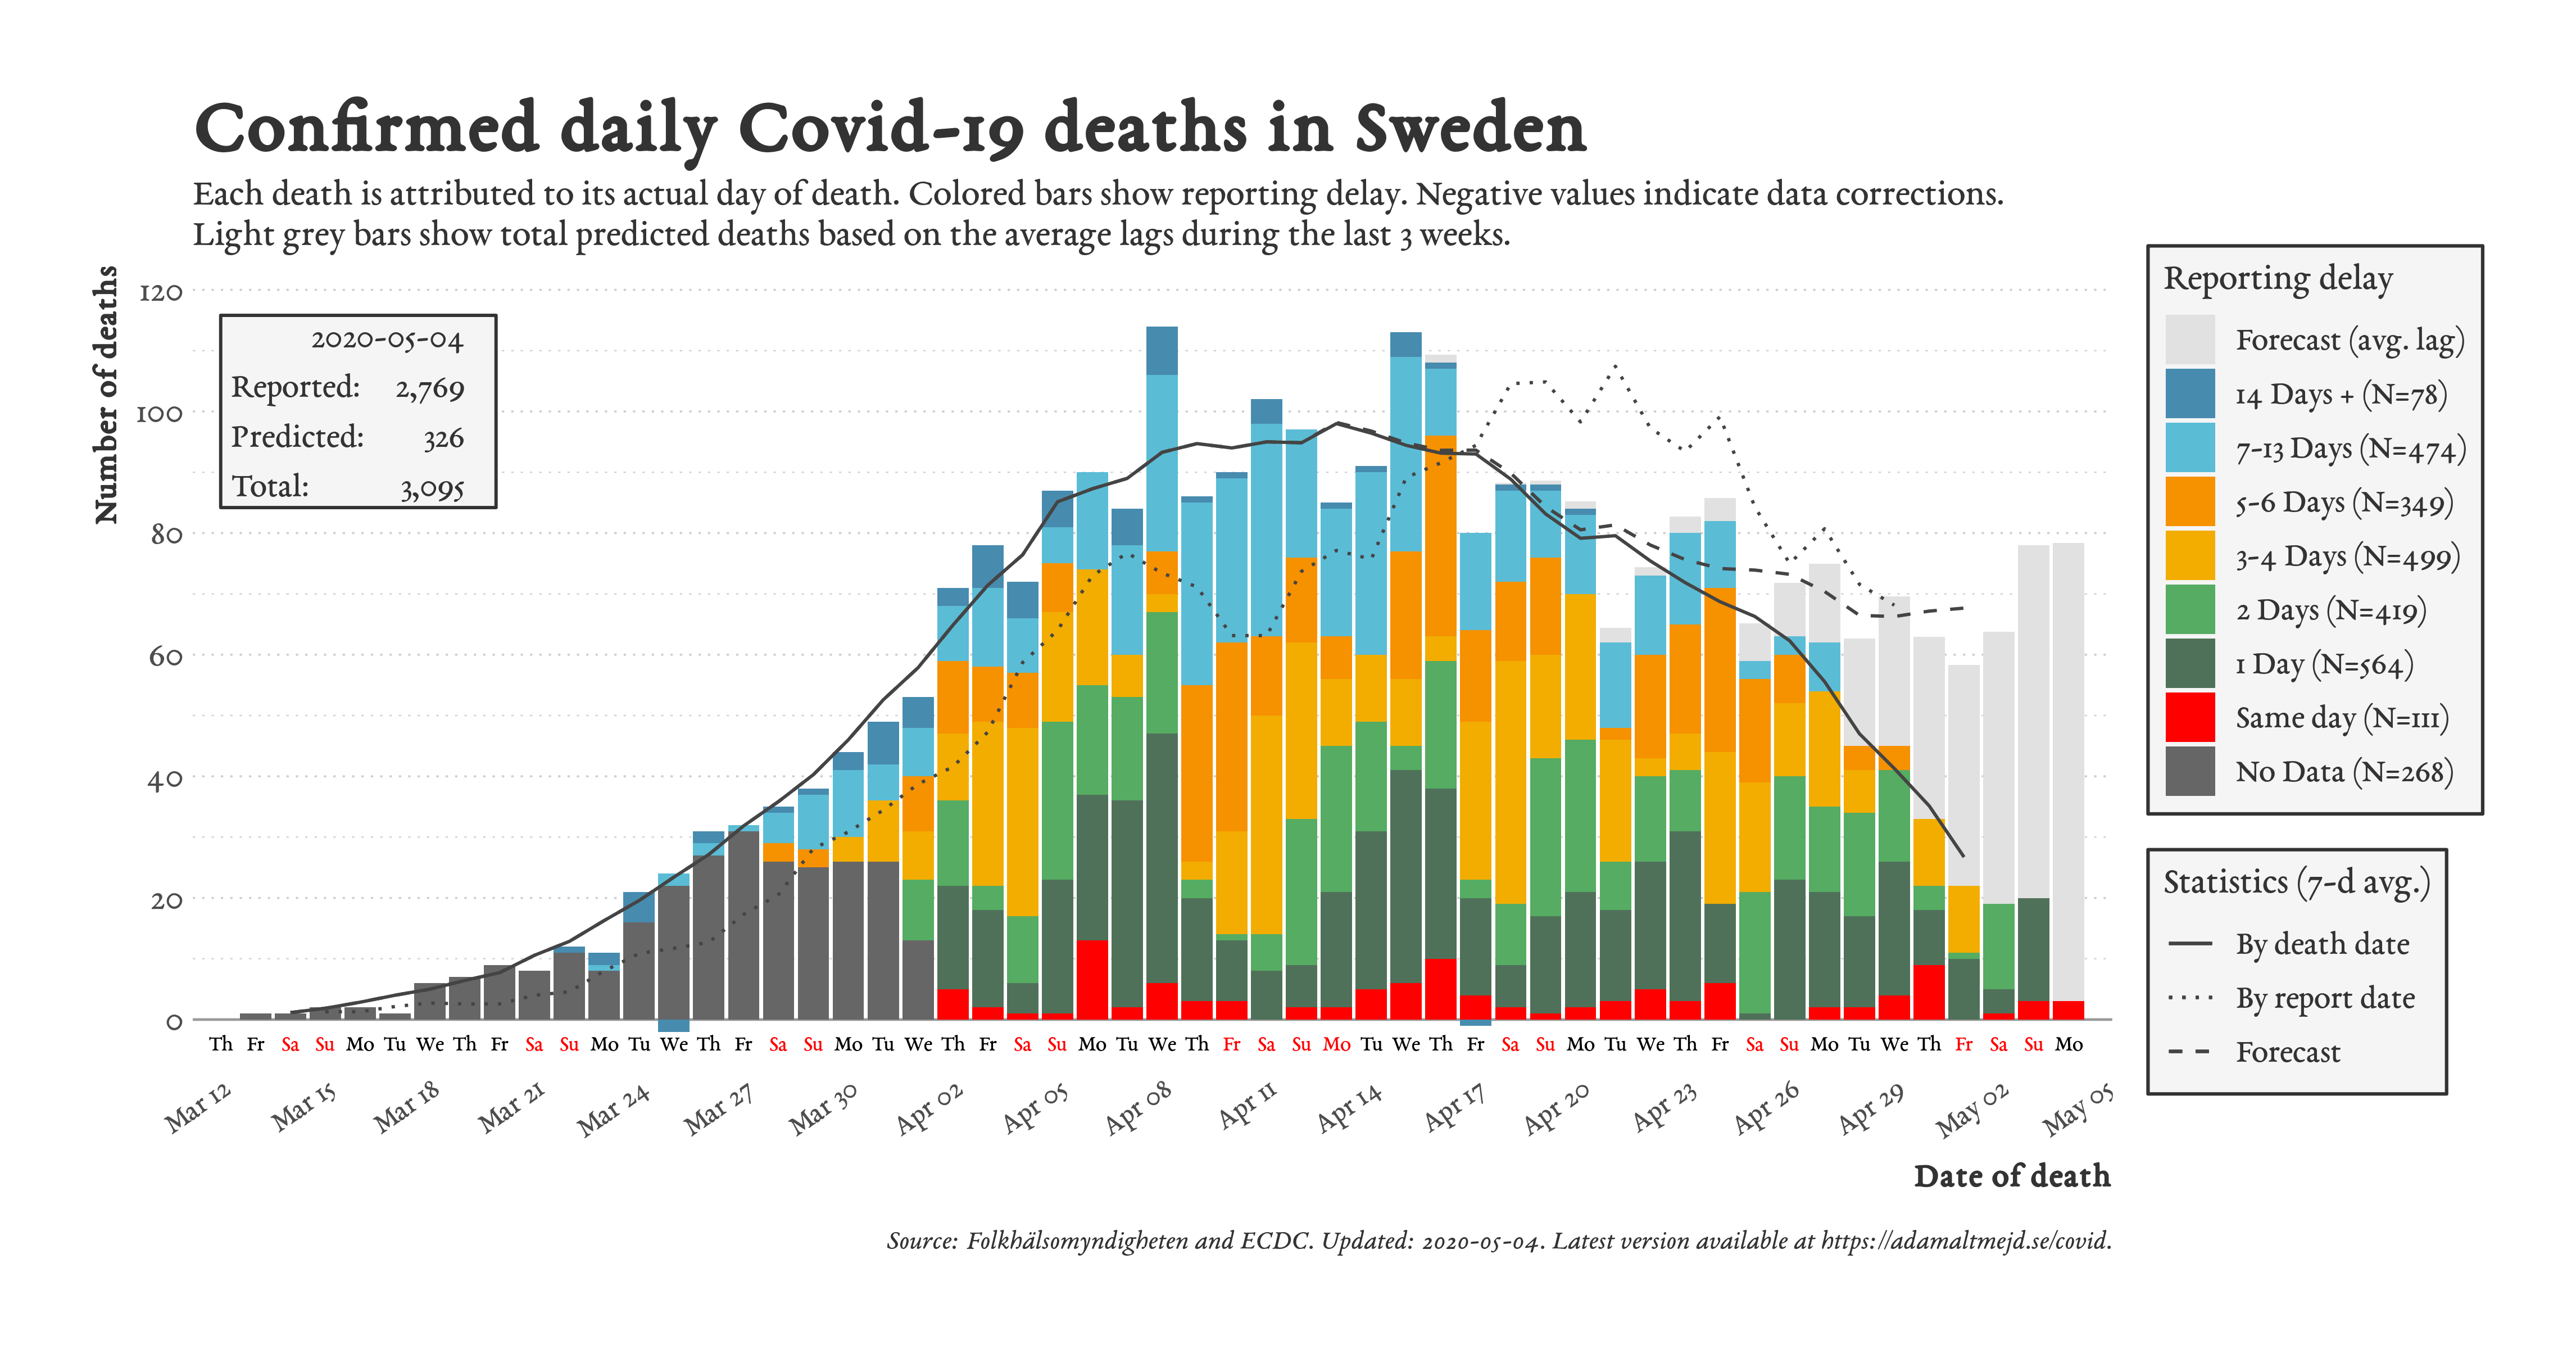 Confirmed daily Covid-19 deaths in Sweden
Each death is attributed to its actual day of death. Colored bars show reporting delay. Negative values indicate data corrections.
Light grey bars show total predicted deaths based on the average lags during the last 3 weeks.
Number of deaths
120
100
80
60
40
20
0
2020-05-04
Reported: 2,769
Predicted: 326
Total: 3,095
Th Fr Sa Su Mo Tu We Th Fr Sa Su Mo Tu We Th Fr Sa Su Mo Tu We Th Fr Sa Su Mo Tu We Th Fr Sa Su Mo Tu We Th Fr Sa Su Mo Tu We Th Fr Sa Su Mo Tu We Th Fr Sa Su Mo
Mar 12 Mar 15 Mar 18 Mar 21 Mar 24 Mar 27 Mar 30 Apr 02 Apr 05 Apr 08 Apr 11 Apr 14 Apr 17 Apr 20 Apr 23 Apr 26 Apr 29 May 02 May 05
Date of death
Reporting delay
Forecast (avg. lag)
14 Days + (N=78)
7-13 Days (N=474)
5-6 Days (N=349)
3-4 Days (N=499)
2 Days (N=419)
1 Day (N=564)
Same day (N=111)
No Data (N=268)
Statistics (7-d avg.)
By death date
By report date
Forecast
Source: Folkhälsomyndigheten and ECDC. Updated: 2020-05-04. Latest version available at https://adamaltmejd.se/covid.